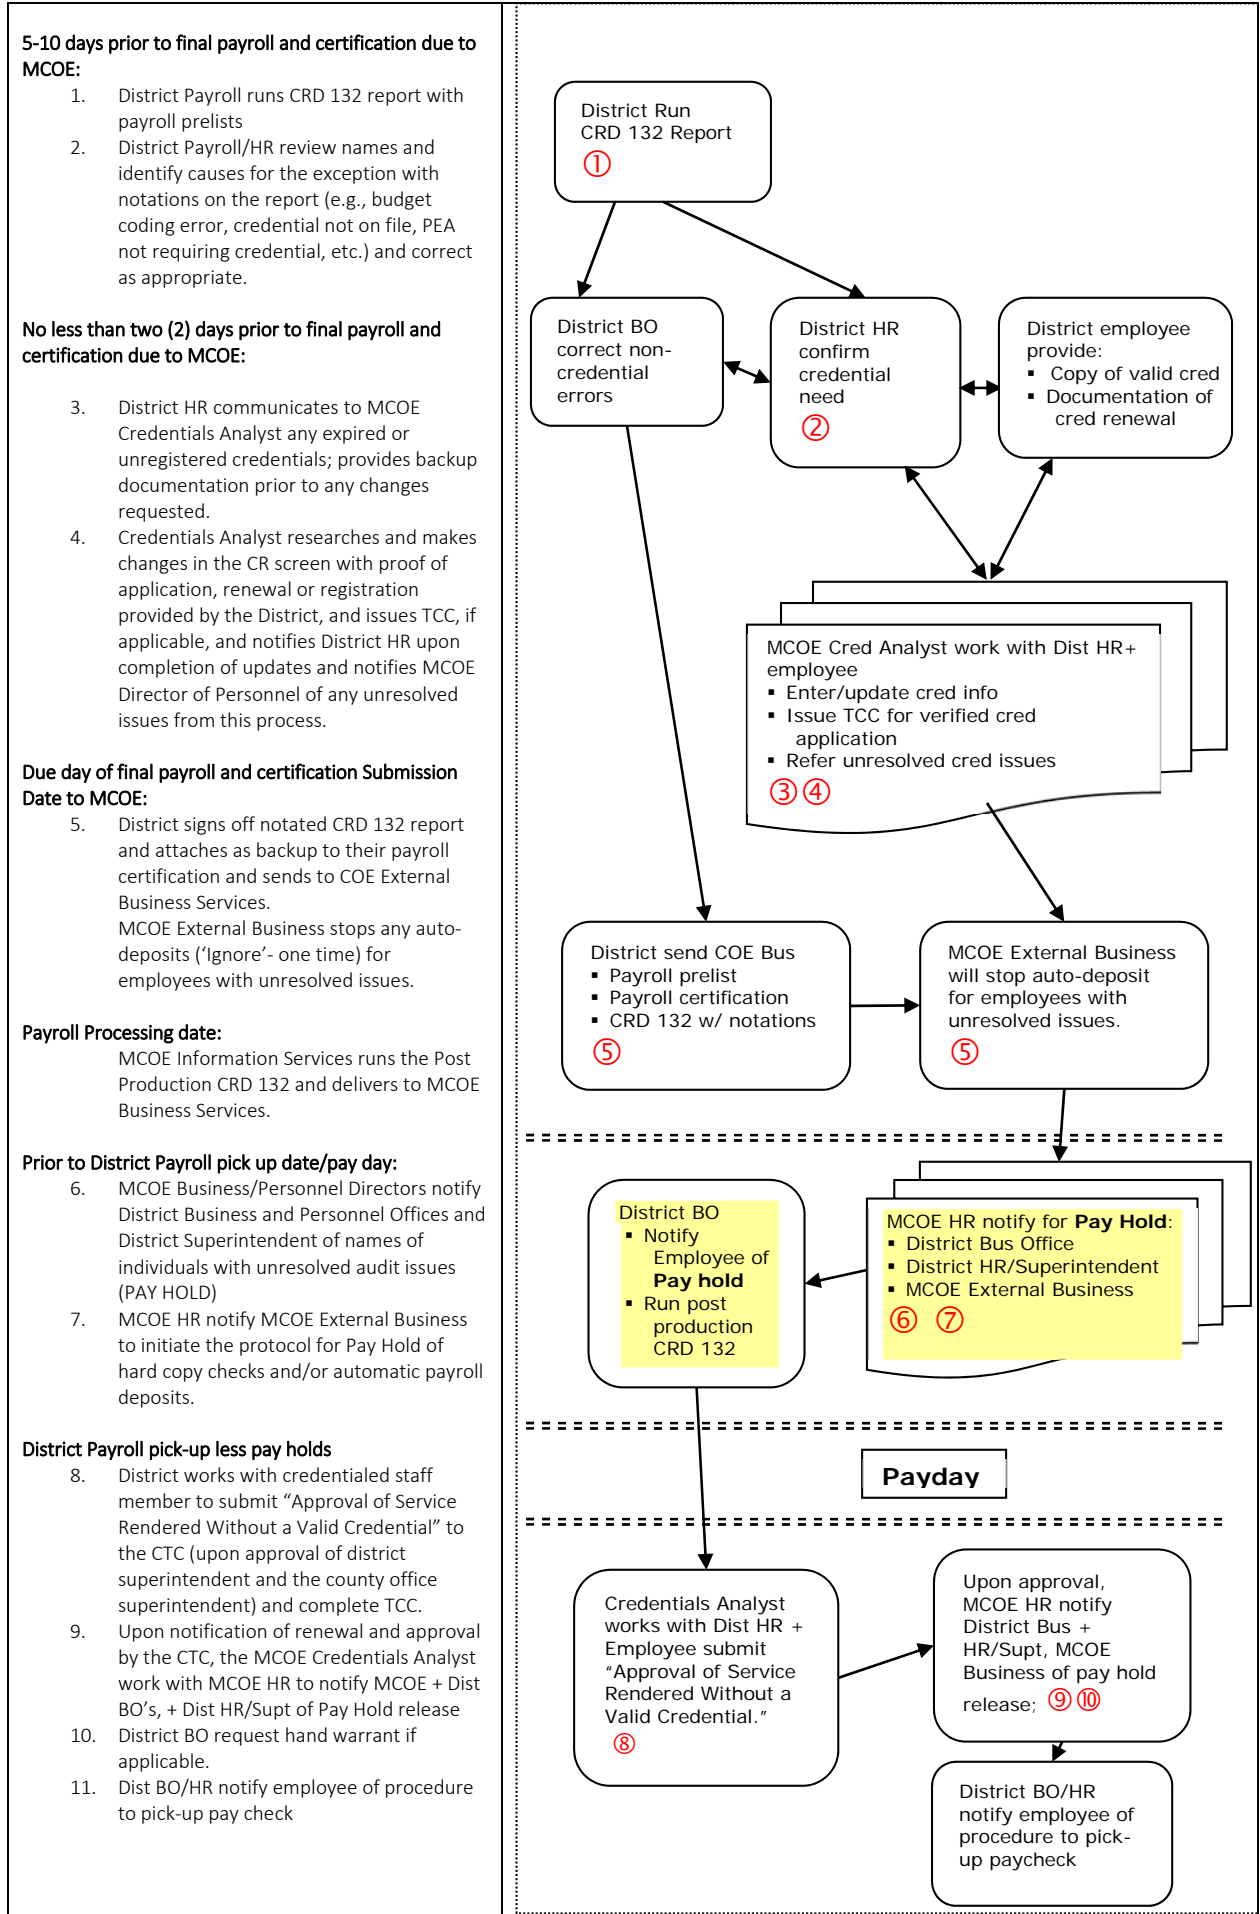 5-10 days prior to final payroll and certification due to
MCOE:
1. District Payroll runs CRD 132 report with
payroll prelists
2. District Payroll/HR review names and
identify causes for the exception with
notations on the report (e.g., budget
coding error, credential not on file, PEA
not requiring credential, etc.) and correct
as appropriate.
No less than two (2) days prior to final payroll and
certification due to MCOE:
3. District HR communicates to MCOE
Credentials Analyst any expired or
unregistered credentials; provides backup
documentation prior to any changes
requested.
4. Credentials Analyst researches and makes
changes in the CR screen with proof of
application, renewal or registration
provided by the District, and issues TCC, if
applicable, and notifies District HR upon
completion of updates and notifies MCOE
Director of Personnel of any unresolved
issues from this process.
Due day of final payroll and certification Submission
Date to MCOE:
5. District signs off notated CRD 132 report
and attaches as backup to their payroll
certification and sends to COE External
Business Services.
MCOE External Business stops any auto-
deposits (‘Ignore’- one time) for
employees with unresolved issues.
Payroll Processing date:
MCOE Information Services runs the Post
Production CRD 132 and delivers to MCOE
Business Services.
Prior to District Payroll pick up date/pay day:
6. MCOE Business/Personnel Directors notify
District Business and Personnel Offices and
District Superintendent of names of
individuals with unresolved audit issues
(PAY HOLD)
7. MCOE HR notify MCOE External Business
to initiate the protocol for Pay Hold of
hard copy checks and/or automatic payroll
deposits.
District Payroll pick-up less pay holds
8. District works with credentialed staff
member to submit “Approval of Service
Rendered Without a Valid Credential” to
the CTC (upon approval of district
superintendent and the county office
superintendent) and complete TCC.
9. Upon notification of renewal and approval
by the CTC, the MCOE Credentials Analyst
work with MCOE HR to notify MCOE + Dist
BO’s, + Dist HR/Supt of Pay Hold release
10. District BO request hand warrant if
applicable.
11. Dist BO/HR notify employee of procedure
to pick-up pay check
District Run
CRD 132 Report
①
District BO
correct non-
credential
errors
District HR
confirm
credential
need
②
District employee
provide:
▪ Copy of valid cred
▪ Documentation of
cred renewal
MCOE Cred Analyst work with Dist HR+
employee
▪ Enter/update cred info
▪ Issue TCC for verified cred
application
▪ Refer unresolved cred issues
③④
District send COE Bus
▪ Payroll prelist
▪ Payroll certification
▪ CRD 132 w/ notations
⑤
MCOE External Business
will stop auto-deposit
for employees with
unresolved issues.
⑤
District BO
▪ Notify
Employee of
Pay hold
▪ Run post
production
CRD 132
MCOE HR notify for Pay Hold:
▪ District Bus Office
▪ District HR/Superintendent
▪ MCOE External Business
⑥ ⑦
Payday
Credentials Analyst
works with Dist HR +
Employee submit
“Approval of Service
Rendered Without a
Valid Credential.”
⑧
Upon approval,
MCOE HR notify
District Bus +
HR/Supt, MCOE
Business of pay hold
release; ⑨⑩
District BO/HR
notify employee of
procedure to pick-
up paycheck